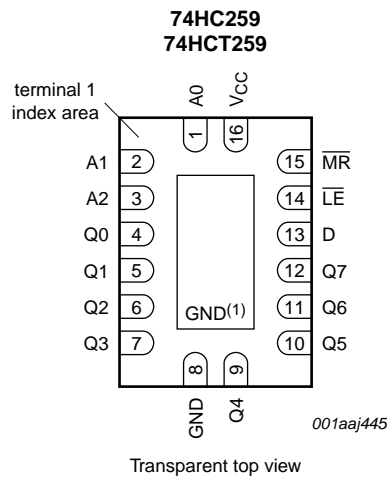 74HC259
74HCT259
terminal 1
index area
A0
VCC
1
16
A1 2
15 M̅R̅
A2 3
14 L̅E̅
Q0 4
13 D
Q1 5
12 Q7
Q2 6
GND(1)
11 Q6
Q3 7
10 Q5
8
9
GND
Q4
001aaj445
Transparent top view